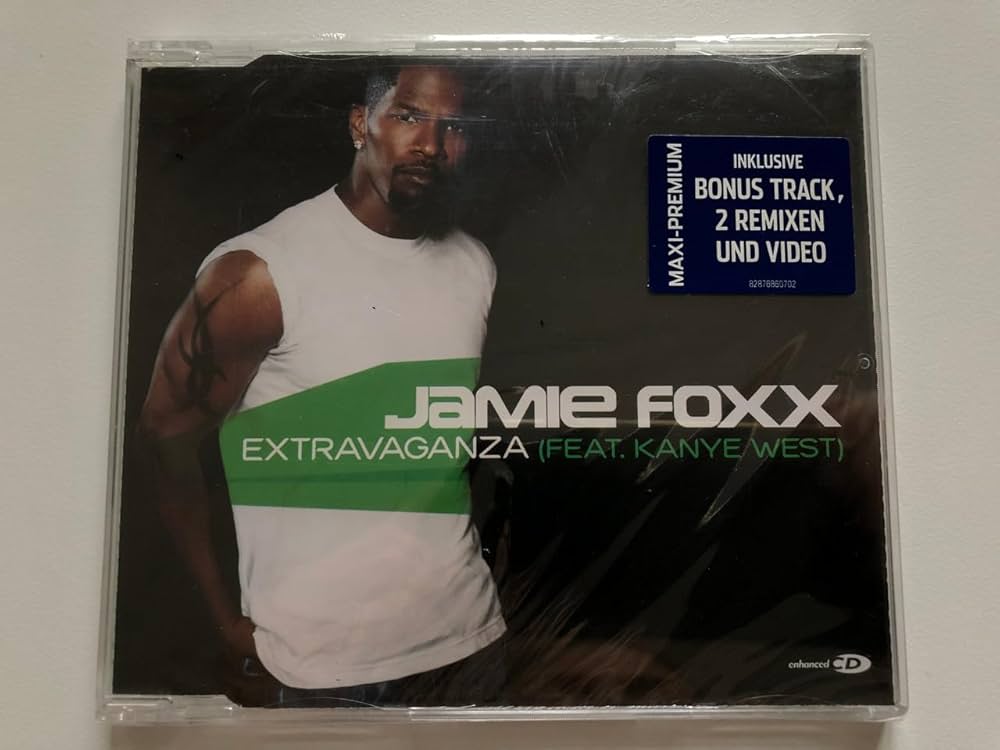 MAXI-PREMIUM
INKLUSIVE
BONUS TRACK,
2 REMIXEN
UND VIDEO
82876860702
JAMIE FOXX
EXTRAVAGANZA (FEAT. KANYE WEST)
enhanced CD